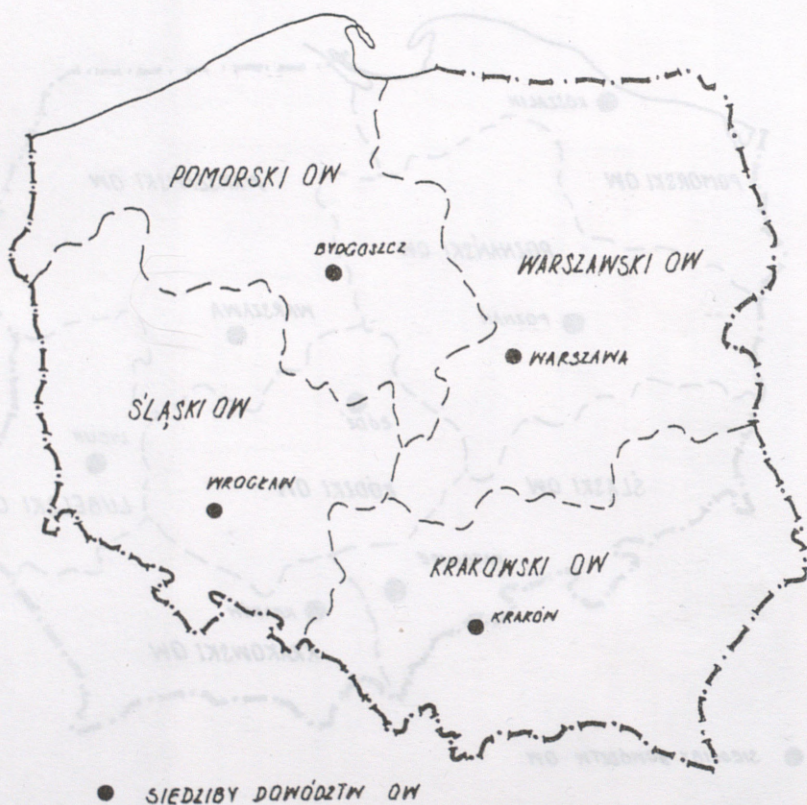 POMORSKI OW
BYDGOSZCZ
WARSZAWSKI OW
WARSZAWA
ŚLĄSKI OW
WROCŁAW
KRAKOWSKI OW
KRAKÓW
SIEDZIBY DOWÓDZTW OW